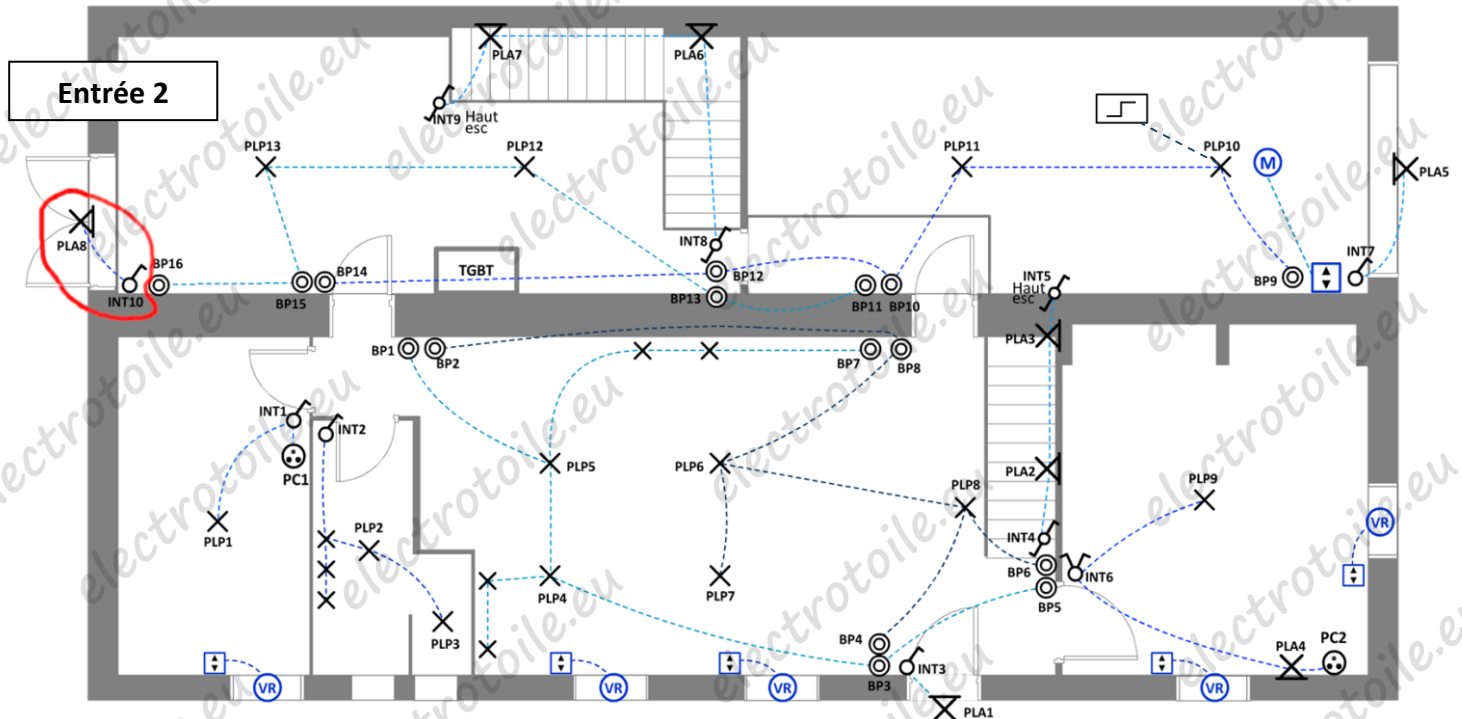 electrotoile.eu
Entrée 2
PLA7
PLA6
INT9 Haut
esc
PLP13
PLP12
PLP11
PLP10
M
PLA5
PLA8
INT10
BP16
BP15
BP14
TGBT
INT8
BP12
BP13
BP11
BP10
INT5
Haut
esc
BP9
INT7
BP1
BP2
BP7
BP8
PLA3
INT1
INT2
PC1
PLP5
PLP6
PLA2
PLP8
PLP9
PLP1
PLP2
INT4
VR
BP6
INT6
BP5
PLP4
PLP7
PLP3
BP4
BP3
INT3
PLA4
PC2
VR
VR
VR
VR
PLA1